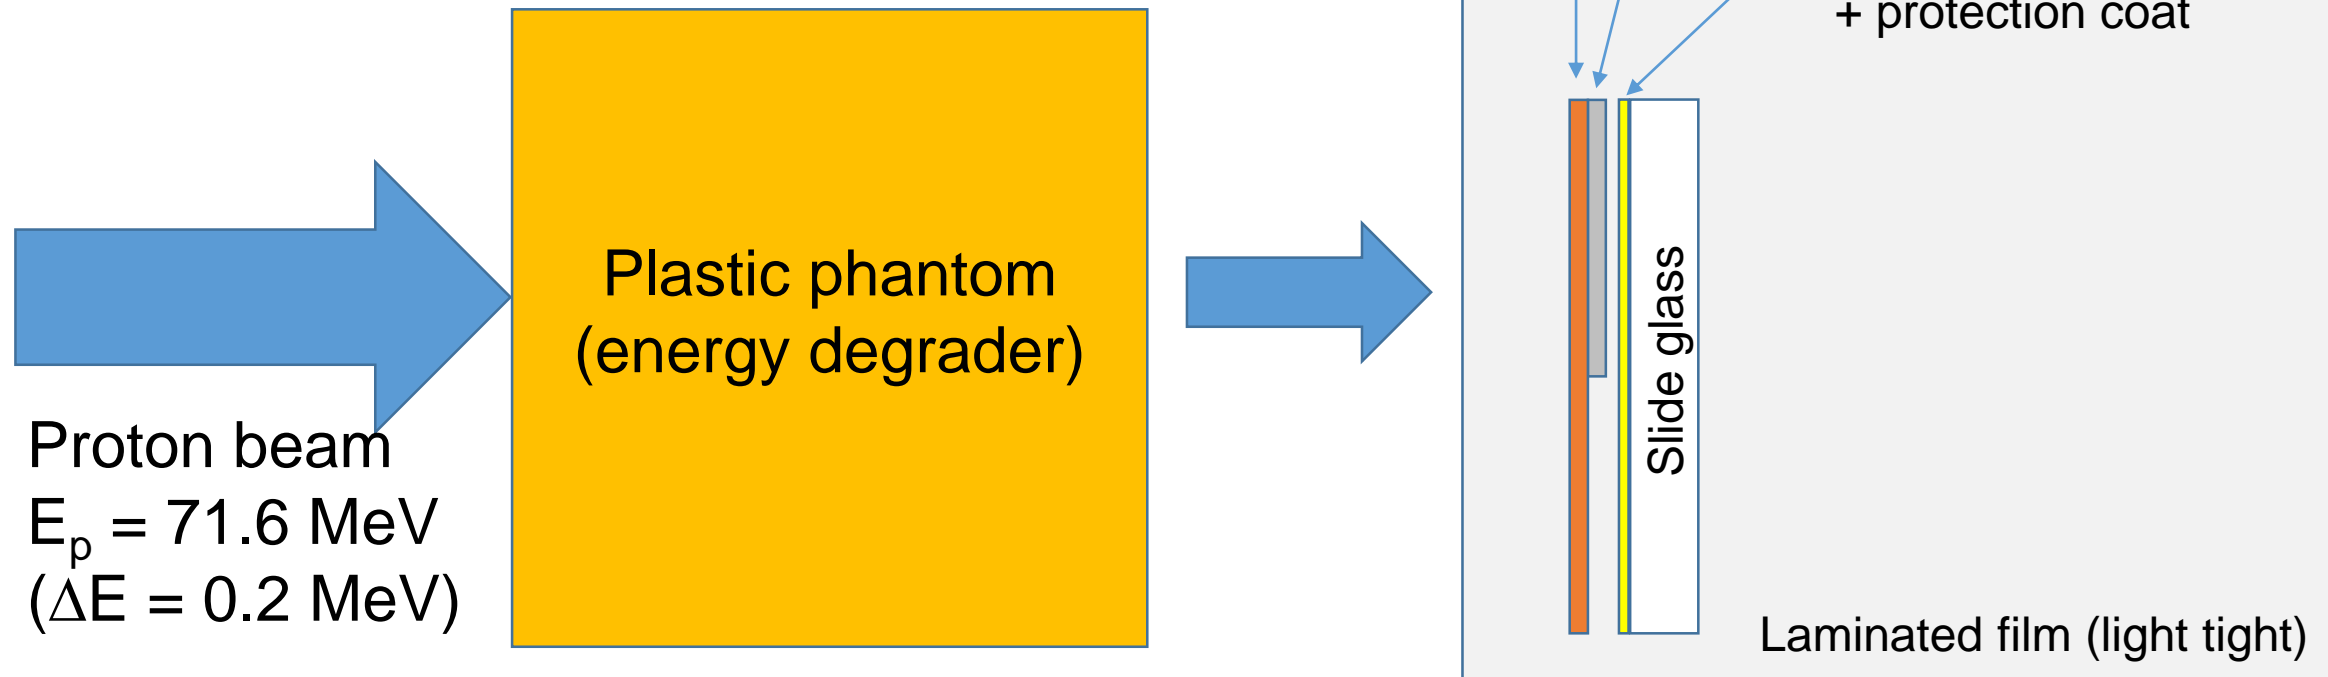 + protection coat
Plastic phantom
(energy degrader)
Slide glass
Proton beam
Eₚ = 71.6 MeV
(ΔE = 0.2 MeV)
Laminated film (light tight)